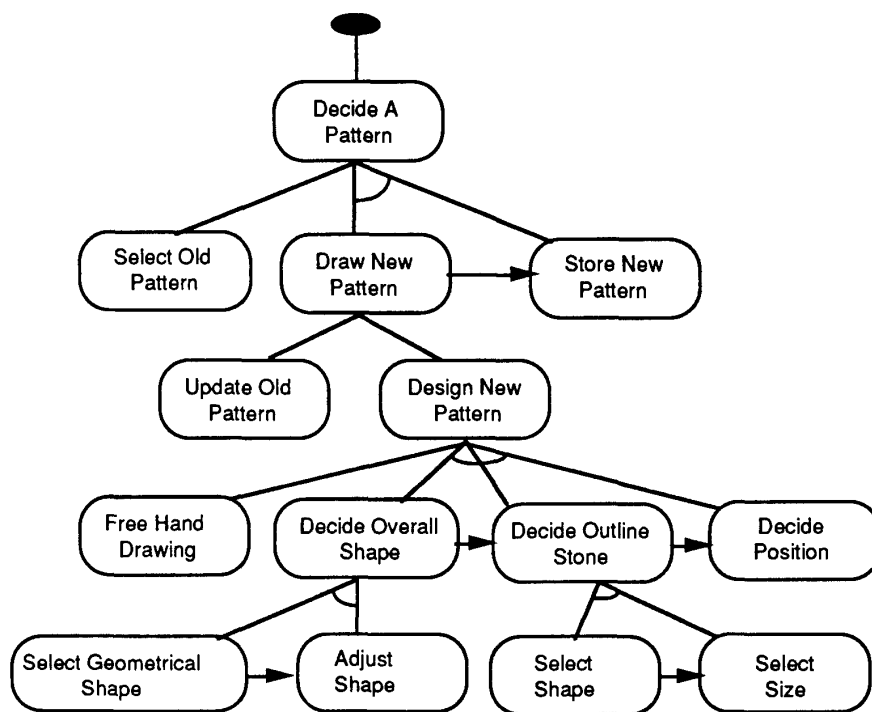 Decide A
Pattern
Select Old
Pattern
Draw New
Pattern
Store New
Pattern
Update Old
Pattern
Design New
Pattern
Free Hand
Drawing
Decide Overall
Shape
Decide Outline
Stone
Decide
Position
Select Geometrical
Shape
Adjust
Shape
Select
Shape
Select
Size